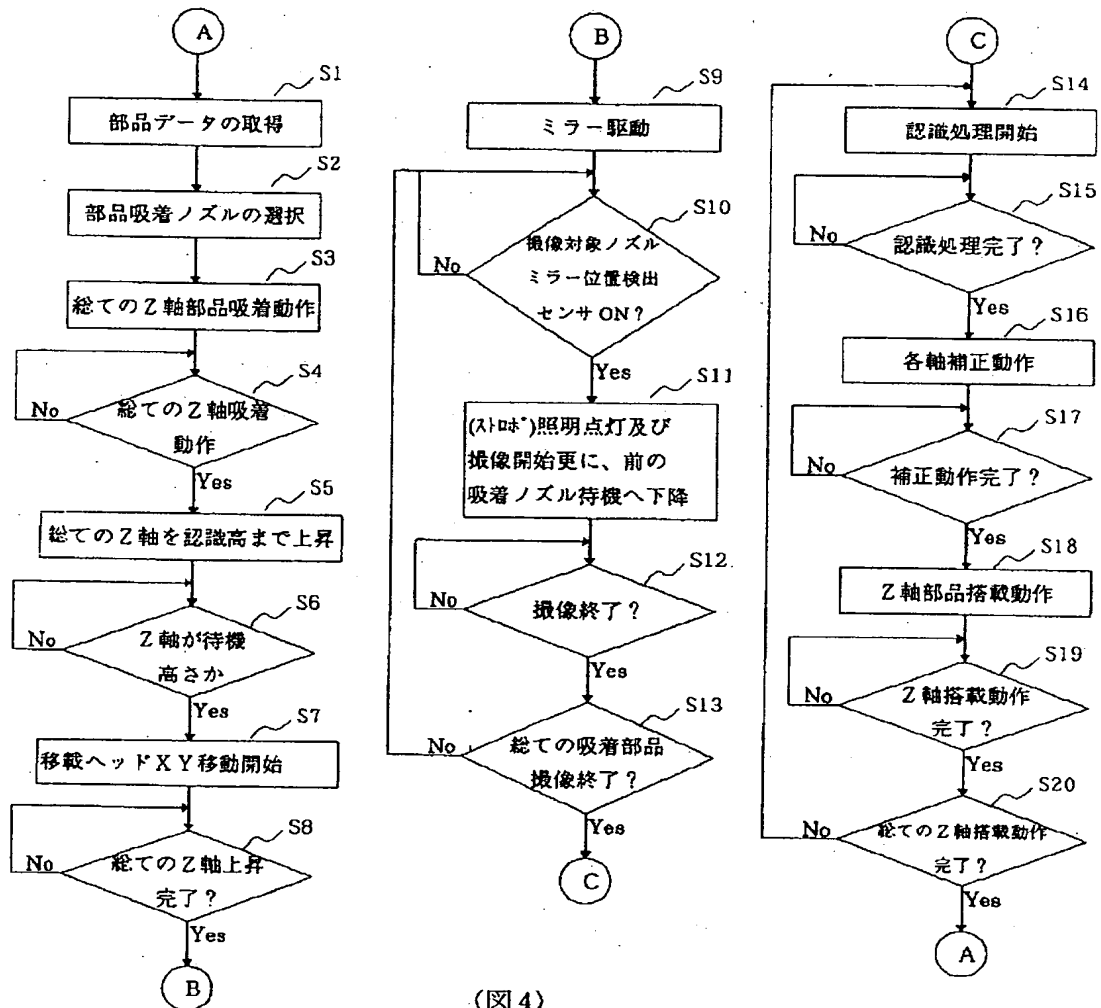 A
S1
部品データの取得
S2
部品吸着ノズルの選択
S3
総てのZ軸部品吸着動作
S4
総てのZ軸吸着
動作
No
Yes
S5
総てのZ軸を認識高まで上昇
S6
Z軸が待機
高さか
No
Yes
S7
移載ヘッドXY移動開始
S8
総てのZ軸上昇
完了?
No
Yes
B
B
S9
ミラー駆動
S10
撮像対象ノズル
ミラー位置検出
センサON?
No
Yes
S11
(ストロボ)照明点灯及び
撮像開始更に、前の
吸着ノズル待機へ下降
S12
撮像終了?
No
Yes
S13
総ての吸着部品
撮像終了?
No
Yes
C
C
S14
認識処理開始
S15
認識処理完了?
No
Yes
S16
各軸補正動作
S17
補正動作完了?
No
Yes
S18
Z軸部品搭載動作
S19
Z軸搭載動作
完了?
No
Yes
S20
総てのZ軸搭載動作
完了?
No
Yes
A
(図4)